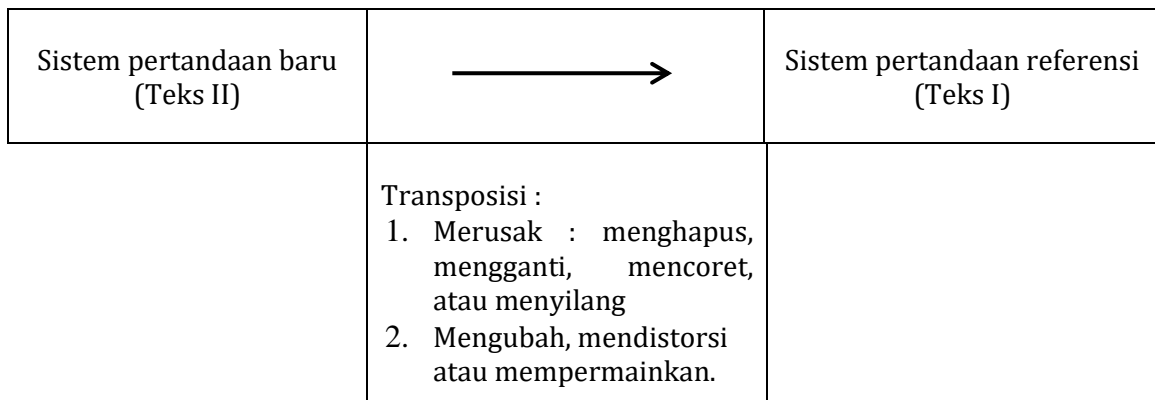 Sistem pertandaan baru
(Teks II)
Sistem pertandaan referensi
(Teks I)
Transposisi :
1. Merusak : menghapus,
mengganti, mencoret,
atau menyilang
2. Mengubah, mendistorsi
atau mempermainkan.